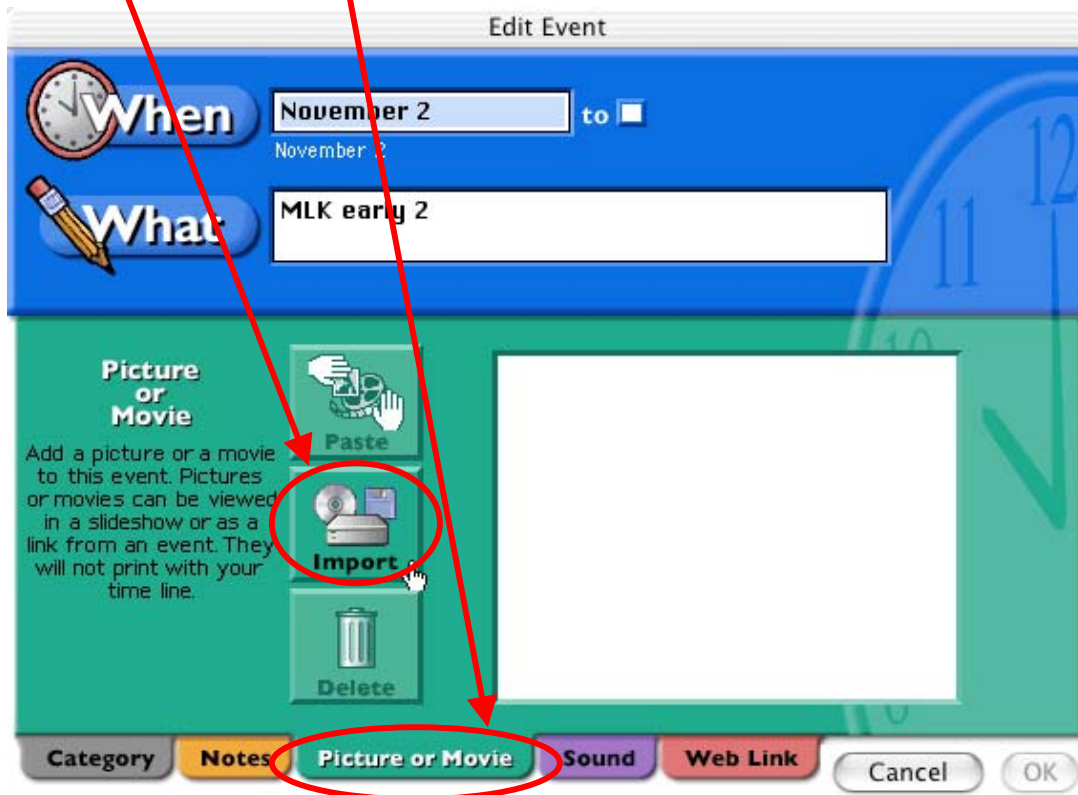 Edit Event
When
November 2
to
November 2
What
MLK early 2
12
11
10
Picture
or
Movie
Add a picture or a movie
to this event. Pictures
or movies can be viewed
in a slideshow or as a
link from an event. They
will not print with your
time line.
Paste
Import
Delete
Category
Notes
Picture or Movie
Sound
Web Link
Cancel
OK